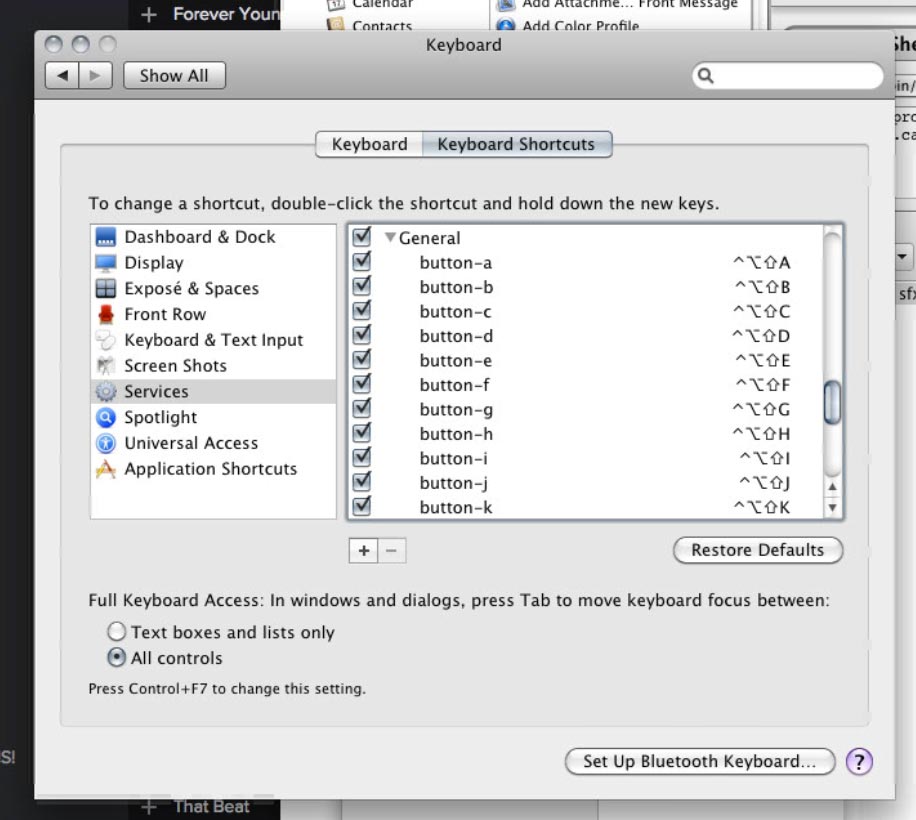 Forever Youn
Calendar
Contacts
Add Attachme... Front Message
Add Color Profile
Keyboard
Show All
Keyboard
Keyboard Shortcuts
To change a shortcut, double-click the shortcut and hold down the new keys.
Dashboard & Dock
Display
Exposé & Spaces
Front Row
Keyboard & Text Input
Screen Shots
Services
Spotlight
Universal Access
Application Shortcuts
General
button-a ^⌥⇧A
button-b ^⌥⇧B
button-c ^⌥⇧C
button-d ^⌥⇧D
button-e ^⌥⇧E
button-f ^⌥⇧F
button-g ^⌥⇧G
button-h ^⌥⇧H
button-i ^⌥⇧I
button-j ^⌥⇧J
button-k ^⌥⇧K
+ −
Restore Defaults
Full Keyboard Access: In windows and dialogs, press Tab to move keyboard focus between:
Text boxes and lists only
All controls
Press Control+F7 to change this setting.
Set Up Bluetooth Keyboard...
?
She
in/
pro
.ca
sfx
S!
That Beat